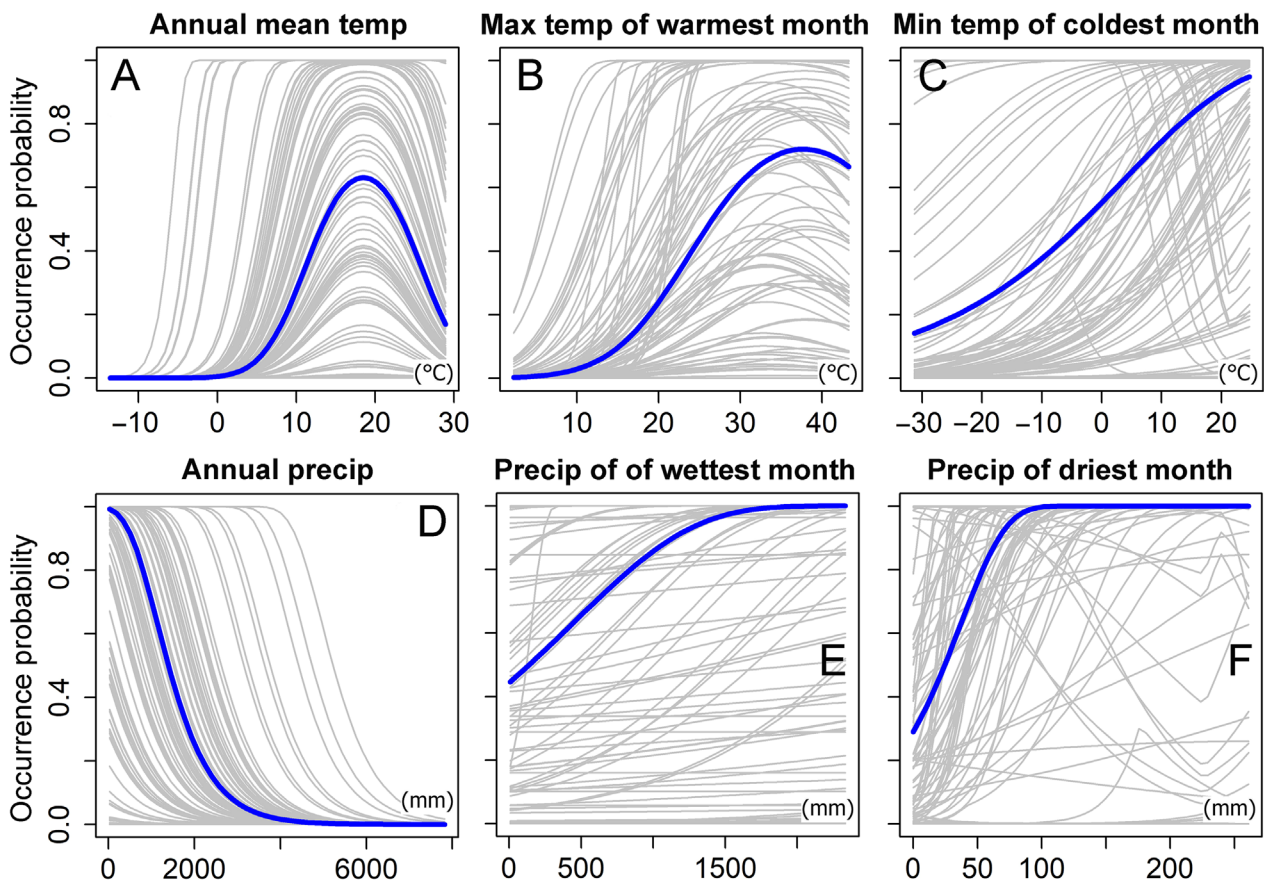 Annual mean temp
Max temp of warmest month
Min temp of coldest month
Occurrence probability
0.0 0.4 0.8
A
B
C
(°C)
(°C)
(°C)
−10 0 10 20 30
10 20 30 40
−30 −20 −10 0 10 20
Annual precip
Precip of of wettest month
Precip of driest month
Occurrence probability
0.0 0.4 0.8
D
E
F
(mm)
(mm)
(mm)
0 2000 6000
0 500 1500
0 50 100 200